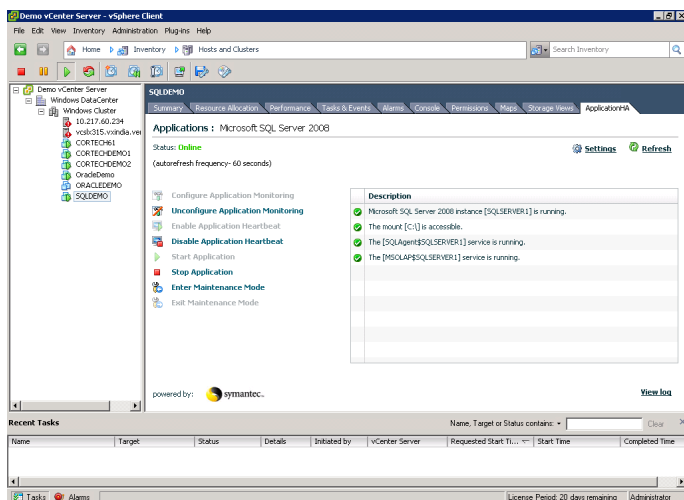 Demo vCenter Server - vSphere Client
File Edit View Inventory Administration Plug-ins Help
Home Inventory Hosts and Clusters
Search Inventory
Demo vCenter Server
Windows DataCenter
Windows Cluster
10.217.60.234
vcslx315.vxindia.ver
CORTECH61
CORTECHDEMO1
CORTECHDEMO2
OracleDemo
ORACLEDEMO
SQLDEMO
SQLDEMO
Summary Resource Allocation Performance Tasks & Events Alarms Console Permissions Maps Storage Views ApplicationHA
Applications : Microsoft SQL Server 2008
Status: Online
Settings Refresh
(autorefresh frequency- 60 seconds)
Configure Application Monitoring
Unconfigure Application Monitoring
Enable Application Heartbeat
Disable Application Heartbeat
Start Application
Stop Application
Enter Maintenance Mode
Exit Maintenance Mode
Description
Microsoft SQL Server 2008 instance [SQLSERVER1] is running.
The mount [C:\] is accessible.
The [SQLAgent$SQLSERVER1] service is running.
The [MSOLAP$SQLSERVER1] service is running.
powered by: symantec.
View log
Recent Tasks
Name, Target or Status contains: Clear
Name Target Status Details Initiated by vCenter Server Requested Start Ti... Start Time Completed Time
Tasks Alarms
License Period: 20 days remaining Administrator